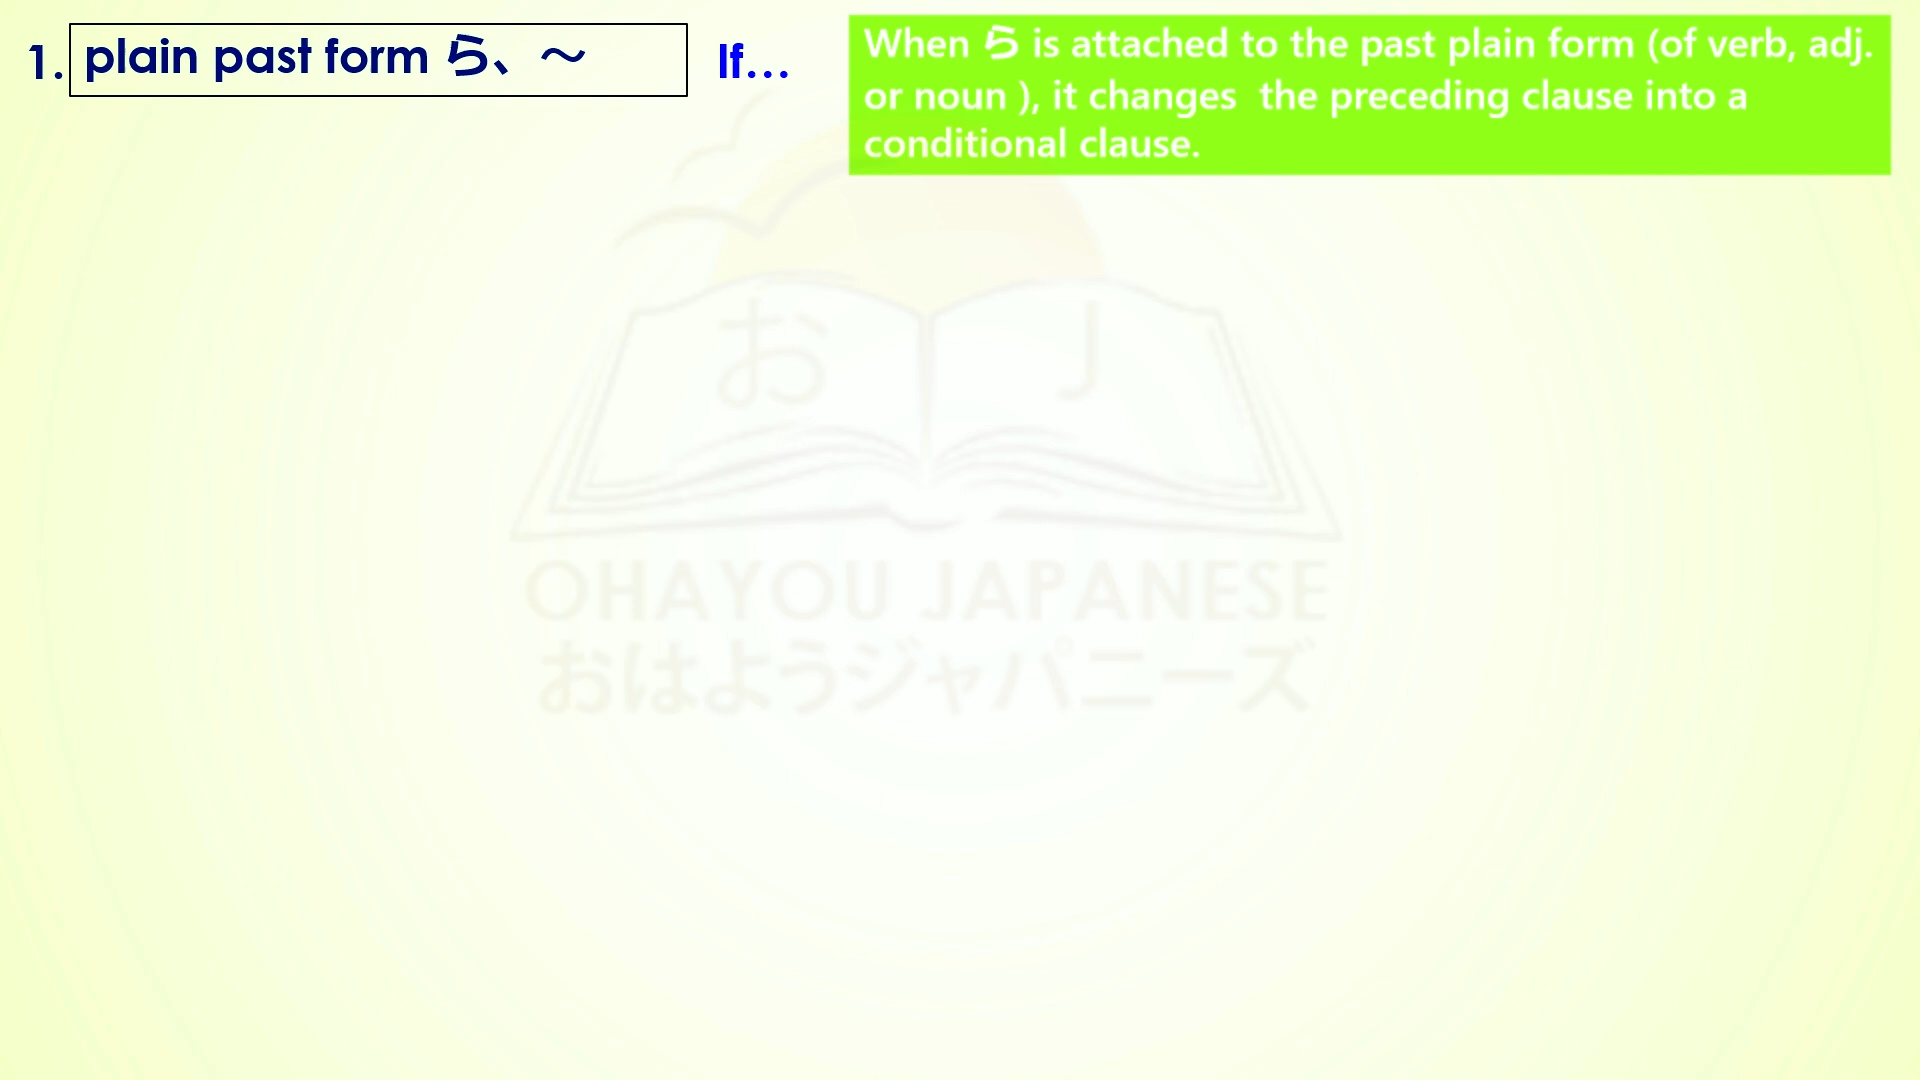 1. plain past form ら、～ If…
When ら is attached to the past plain form (of verb, adj.
or noun ), it changes the preceding clause into a
conditional clause.
お J
OHAYOU JAPANESE
おはようジャパニーズ